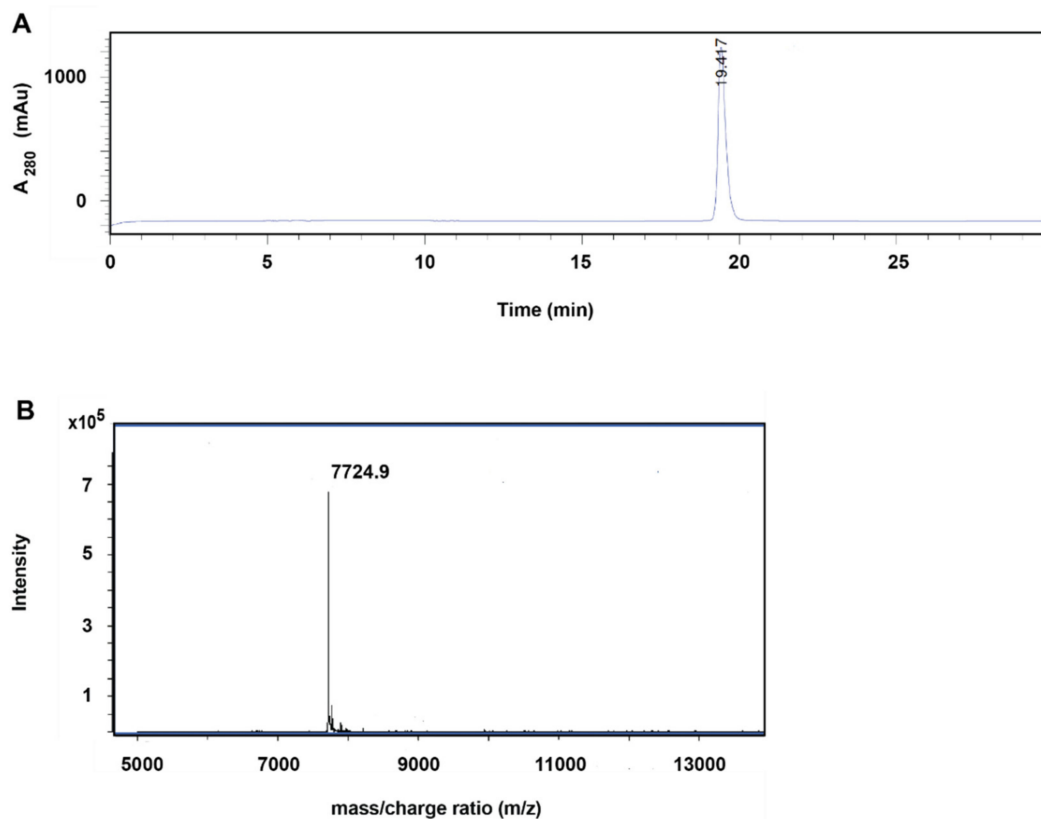 A
19.417
1000
0
A 280 (mAu)
0 5 10 15 20 25
Time (min)
B
x10⁵
7724.9
7
5
3
1
Intensity
5000 7000 9000 11000 13000
mass/charge ratio (m/z)